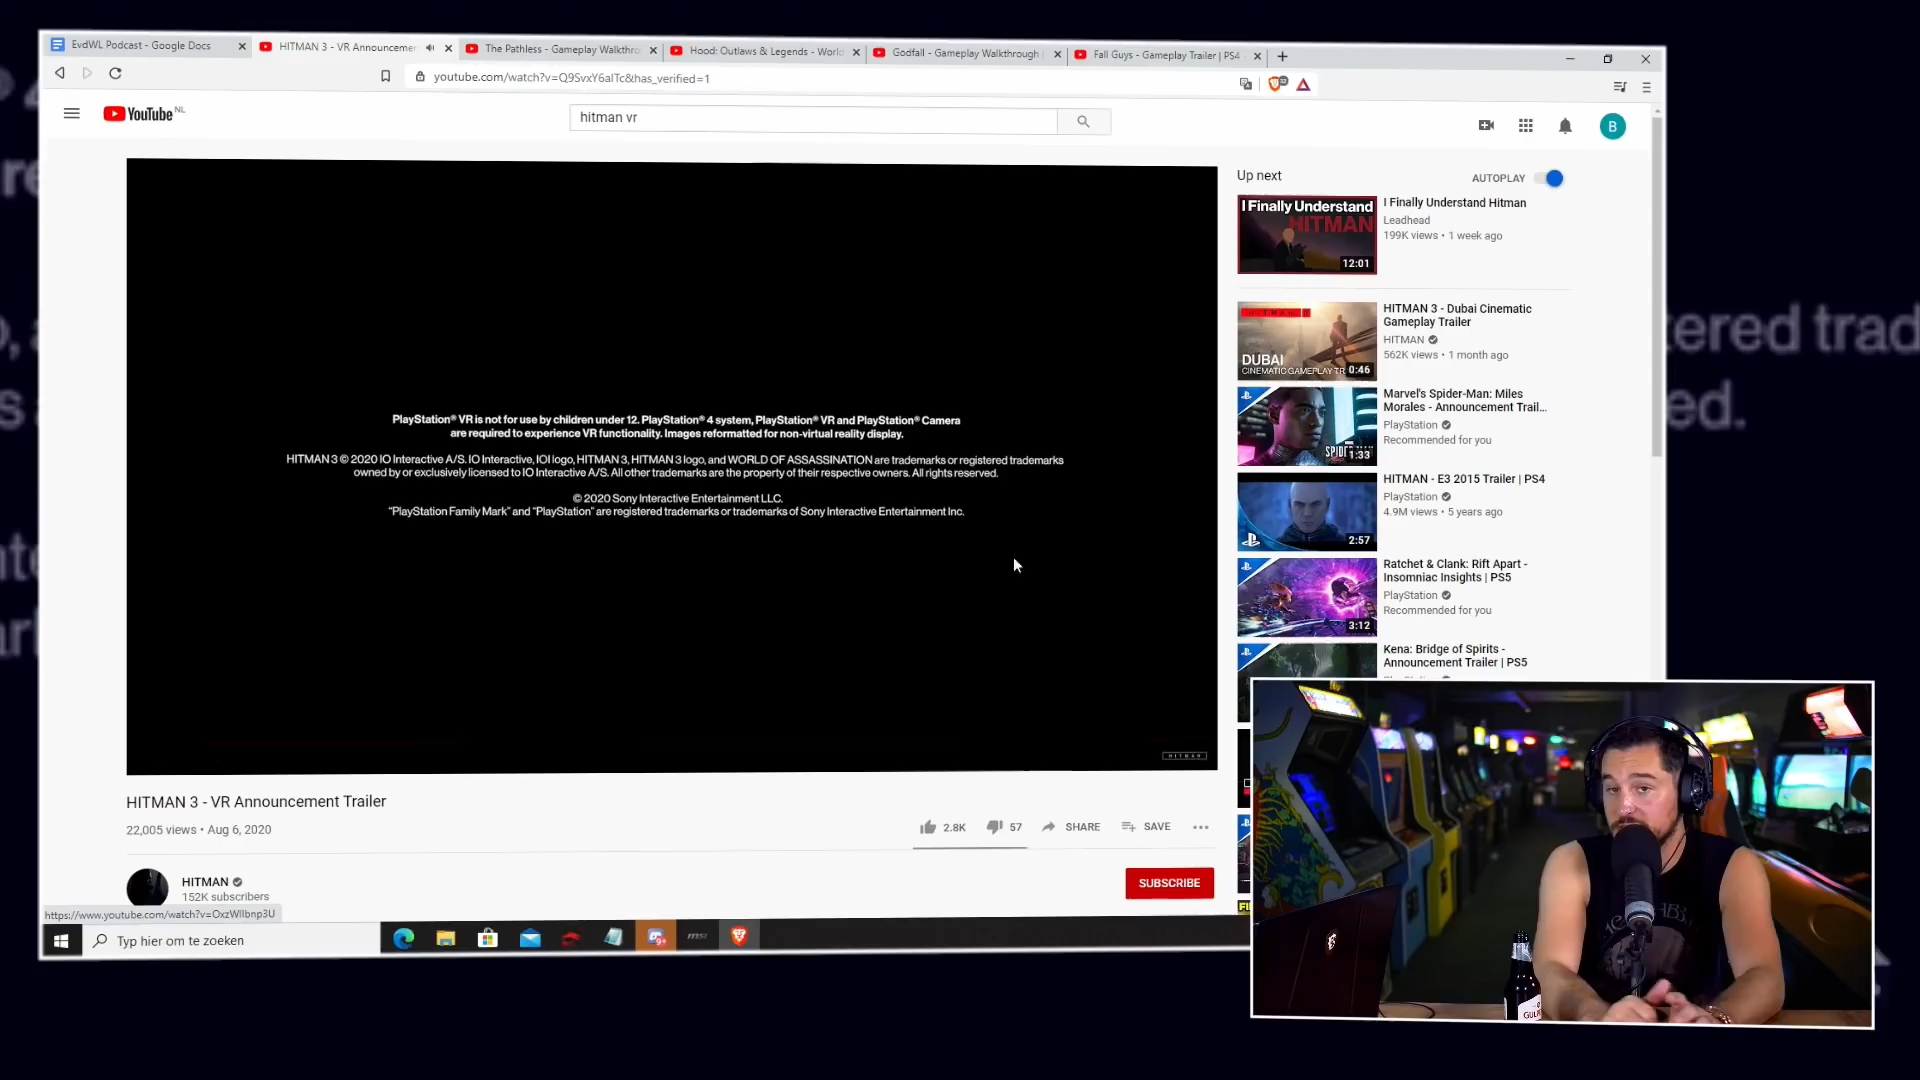 EvdWL Podcast - Google Docs
HITMAN 3 - VR Announcemen
The Pathless - Gameplay Walkthro
Hood: Outlaws & Legends - World
Godfall - Gameplay Walkthrough |
Fall Guys - Gameplay Trailer | PS4
youtube.com/watch?v=Q9SvxY6aITc&has_verified=1
YouTube NL
hitman vr
B
PlayStation® VR is not for use by children under 12. PlayStation® 4 system, PlayStation® VR and PlayStation® Camera
are required to experience VR functionality. Images reformatted for non-virtual reality display.
HITMAN 3 © 2020 IO Interactive A/S. IO Interactive, IOI logo, HITMAN 3, HITMAN 3 logo, and WORLD OF ASSASSINATION are trademarks or registered trademarks
owned by or exclusively licensed to IO Interactive A/S. All other trademarks are the property of their respective owners. All rights reserved.
© 2020 Sony Interactive Entertainment LLC.
“PlayStation Family Mark” and “PlayStation” are registered trademarks or trademarks of Sony Interactive Entertainment Inc.
HITMAN
HITMAN 3 - VR Announcement Trailer
22,005 views • Aug 6, 2020
2.8K
57
SHARE
SAVE
HITMAN
152K subscribers
SUBSCRIBE
https://www.youtube.com/watch?v=OxzWIlbnp3U
Typ hier om te zoeken
9+
msi
Up next
AUTOPLAY
I Finally Understand
HITMAN
12:01
I Finally Understand Hitman
Leadhead
199K views • 1 week ago
DUBAI
CINEMATIC GAMEPLAY TR
0:46
HITMAN 3 - Dubai Cinematic
Gameplay Trailer
HITMAN
562K views • 1 month ago
1:33
Marvel's Spider-Man: Miles
Morales - Announcement Trail...
PlayStation
Recommended for you
2:57
HITMAN - E3 2015 Trailer | PS4
PlayStation
4.9M views • 5 years ago
3:12
Ratchet & Clank: Rift Apart -
Insomniac Insights | PS5
PlayStation
Recommended for you
Kena: Bridge of Spirits -
Announcement Trailer | PS5
tered trad
ed.